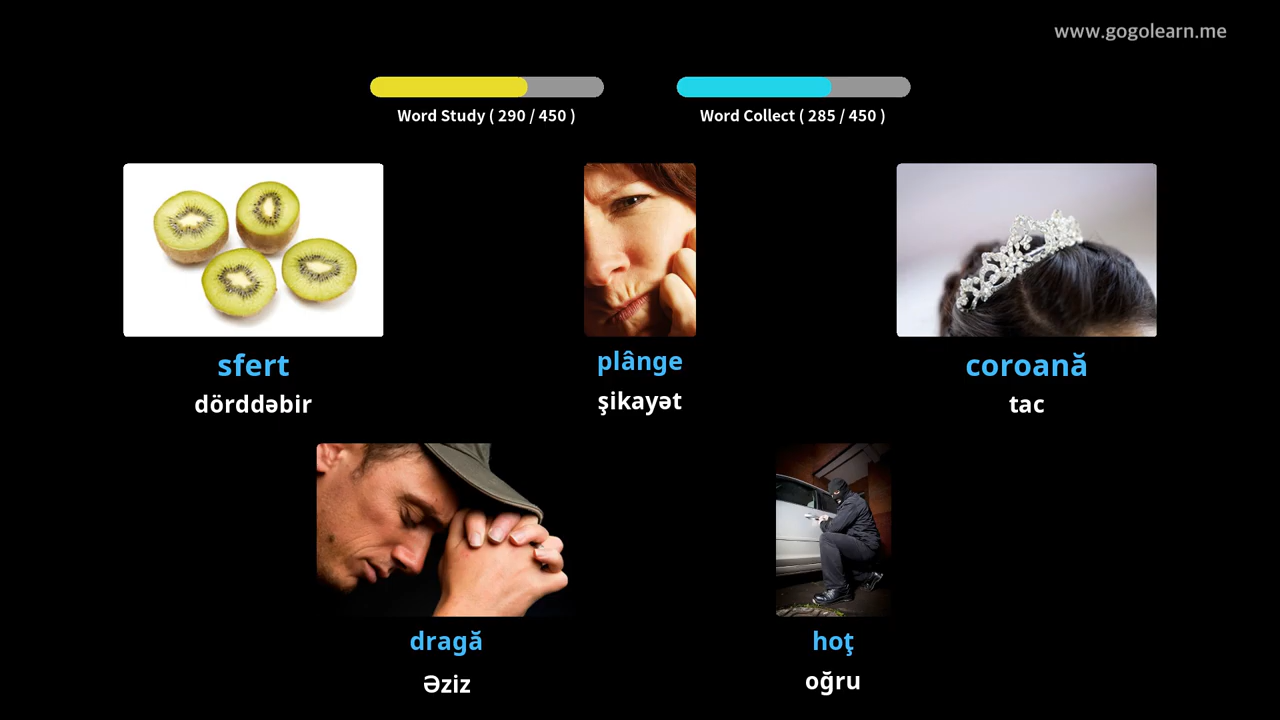 www.gogolearn.me
Word Study ( 290 / 450 )
Word Collect ( 285 / 450 )
sfert
dörddəbir
plânge
şikayət
coroană
tac
dragă
Əziz
hoţ
oğru